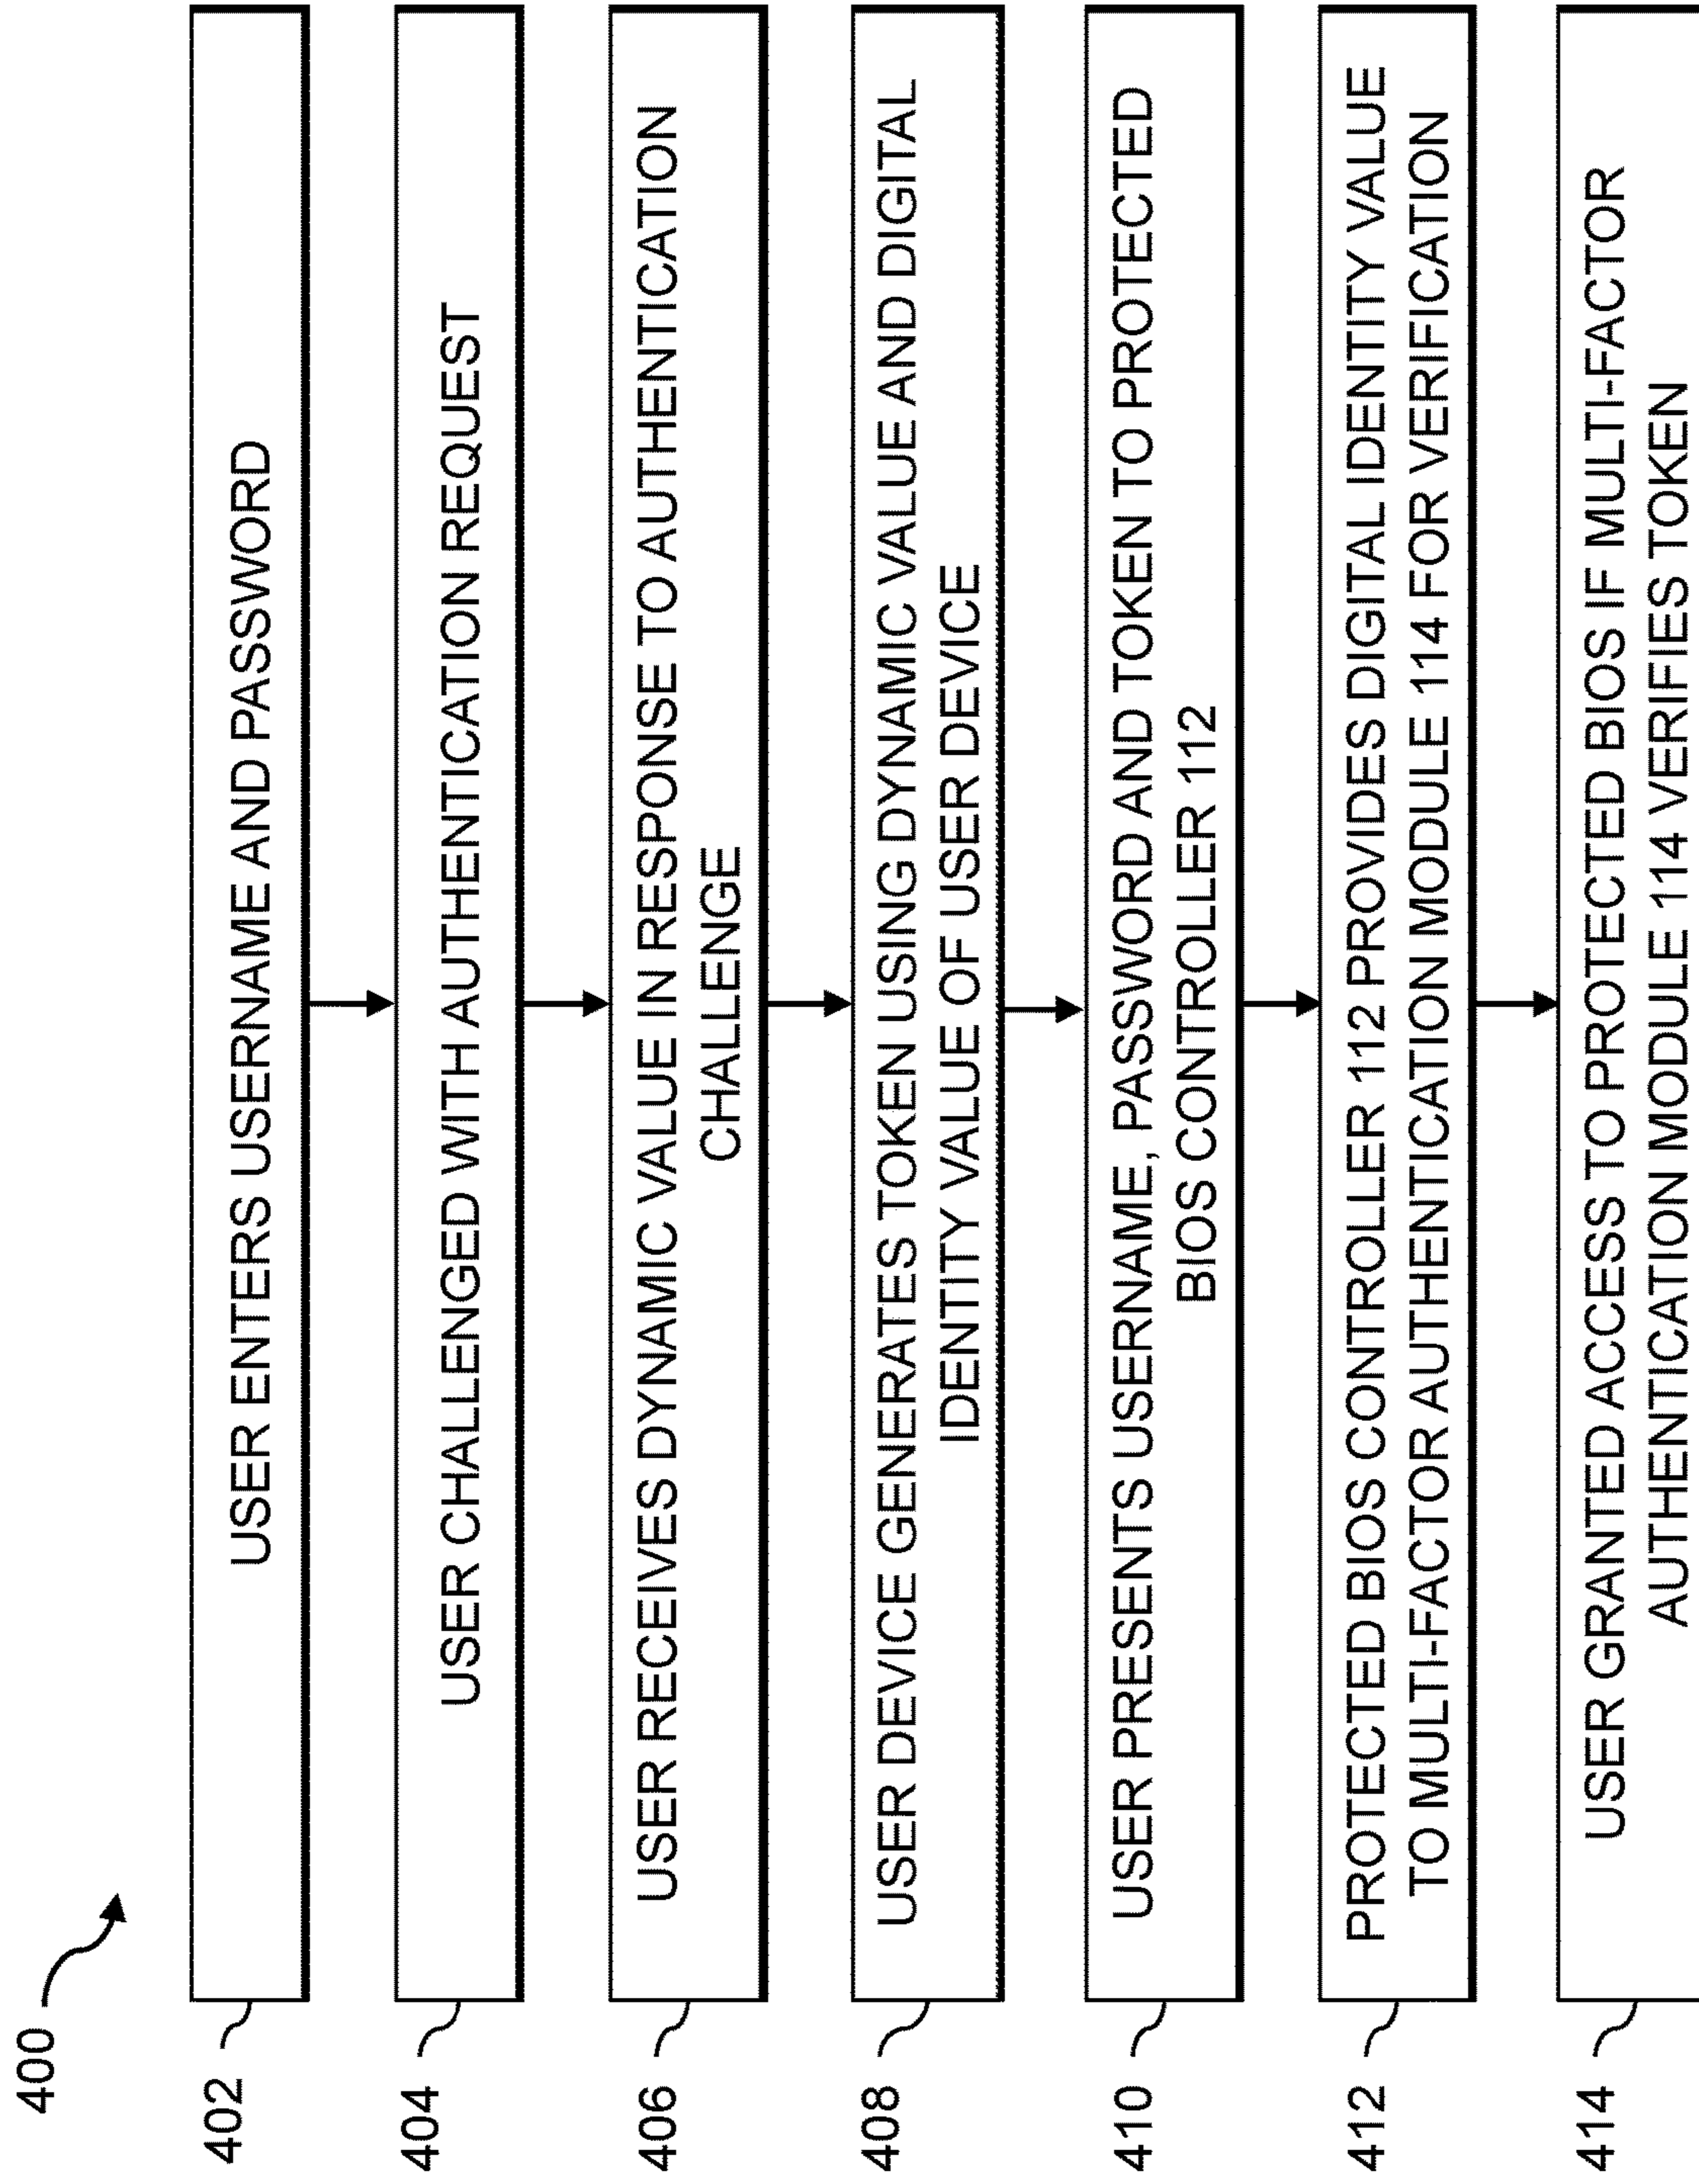 400
402
USER ENTERS USERNAME AND PASSWORD
404
USER CHALLENGED WITH AUTHENTICATION REQUEST
406
USER RECEIVES DYNAMIC VALUE IN RESPONSE TO AUTHENTICATION
CHALLENGE
408
USER DEVICE GENERATES TOKEN USING DYNAMIC VALUE AND DIGITAL
IDENTITY VALUE OF USER DEVICE
410
USER PRESENTS USERNAME, PASSWORD AND TOKEN TO PROTECTED
BIOS CONTROLLER 112
412
PROTECTED BIOS CONTROLLER 112 PROVIDES DIGITAL IDENTITY VALUE
TO MULTI-FACTOR AUTHENTICATION MODULE 114 FOR VERIFICATION
414
USER GRANTED ACCESS TO PROTECTED BIOS IF MULTI-FACTOR
AUTHENTICATION MODULE 114 VERIFIES TOKEN